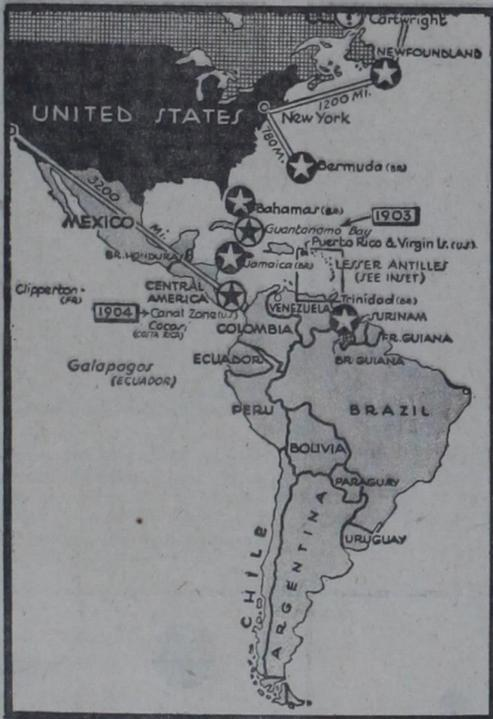 Cartwright
NEWFOUNDLAND
1200 MI.
UNITED STATES
New York
780 M.
Bermuda (BR)
3200
Mi.
Bahamas (BR)
1903
MEXICO
Guantanamo Bay
Puerto Rico & Virgin Is. (U.S.)
BR. HONDURAS
Jamaica (BR)
LESSER ANTILLES
(SEE INSET)
Clipperton
(FR)
CENTRAL
AMERICA
Trinidad (BR)
VENEZUELA
1904
Canal Zone (U.S)
SURINAM
Cocos
(COSTA RICA)
COLOMBIA
FR. GUIANA
BR. GUIANA
Galapagos
(ECUADOR)
ECUADOR
PERU
BRAZIL
BOLIVIA
PARAGUAY
CHILE
ARGENTINA
URUGUAY